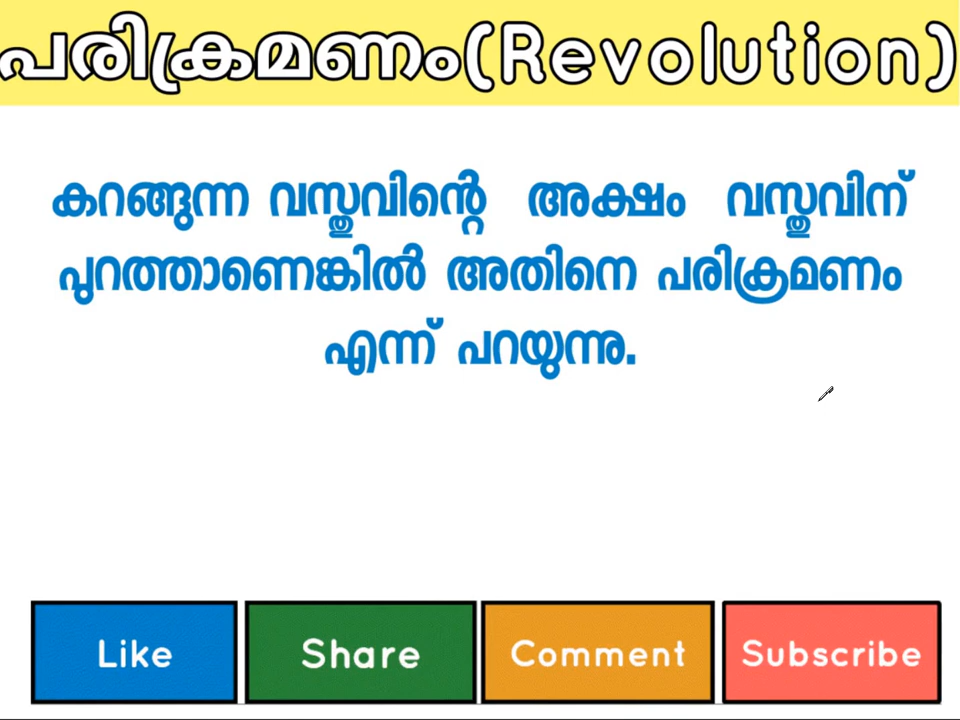 പരിക്രമണം(Revolution)
കറങ്ങുന്ന വസ്തുവിന്റെ അക്ഷം വസ്തുവിന്
പുറത്താണെങ്കിൽ അതിനെ പരിക്രമണം
എന്ന് പറയുന്നു.
Like Share Comment Subscribe